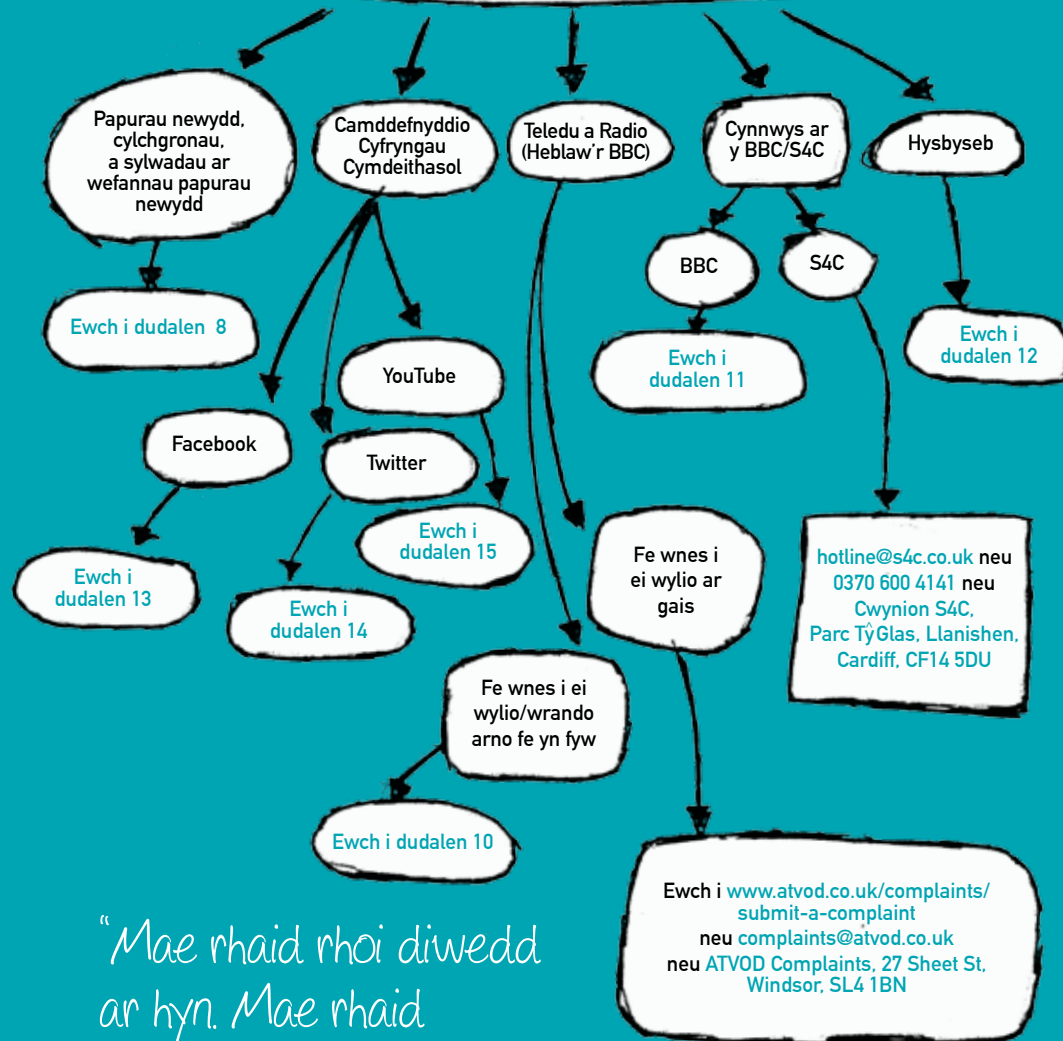 Papurau newydd,
cylchgronau,
a sylwadau ar
wefannau papurau
newydd
Camddefnyddio
Cyfryngau
Cymdeithasol
Teledu a Radio
(Heblaw'r BBC)
Cynnwys ar
y BBC/S4C
Hysbyseb
BBC
S4C
Ewch i dudalen 8
YouTube
Ewch i
dudalen 11
Ewch i
dudalen 12
Facebook
Twitter
Ewch i
dudalen 15
Ewch i
dudalen 13
Ewch i
dudalen 14
Fe wnes i
ei wylio ar
gais
hotline@s4c.co.uk neu
0370 600 4141 neu
Cwynion S4C,
Parc Tŷ Glas, Llanishen,
Cardiff, CF14 5DU
Fe wnes i ei
wylio/wrando
arno fe yn fyw
Ewch i dudalen 10
Ewch i www.atvod.co.uk/complaints/
submit-a-complaint
neu complaints@atvod.co.uk
neu ATVOD Complaints, 27 Sheet St,
Windsor, SL4 1BN
“Mae rhaid rhoi diwedd
ar hyn. Mae rhaid